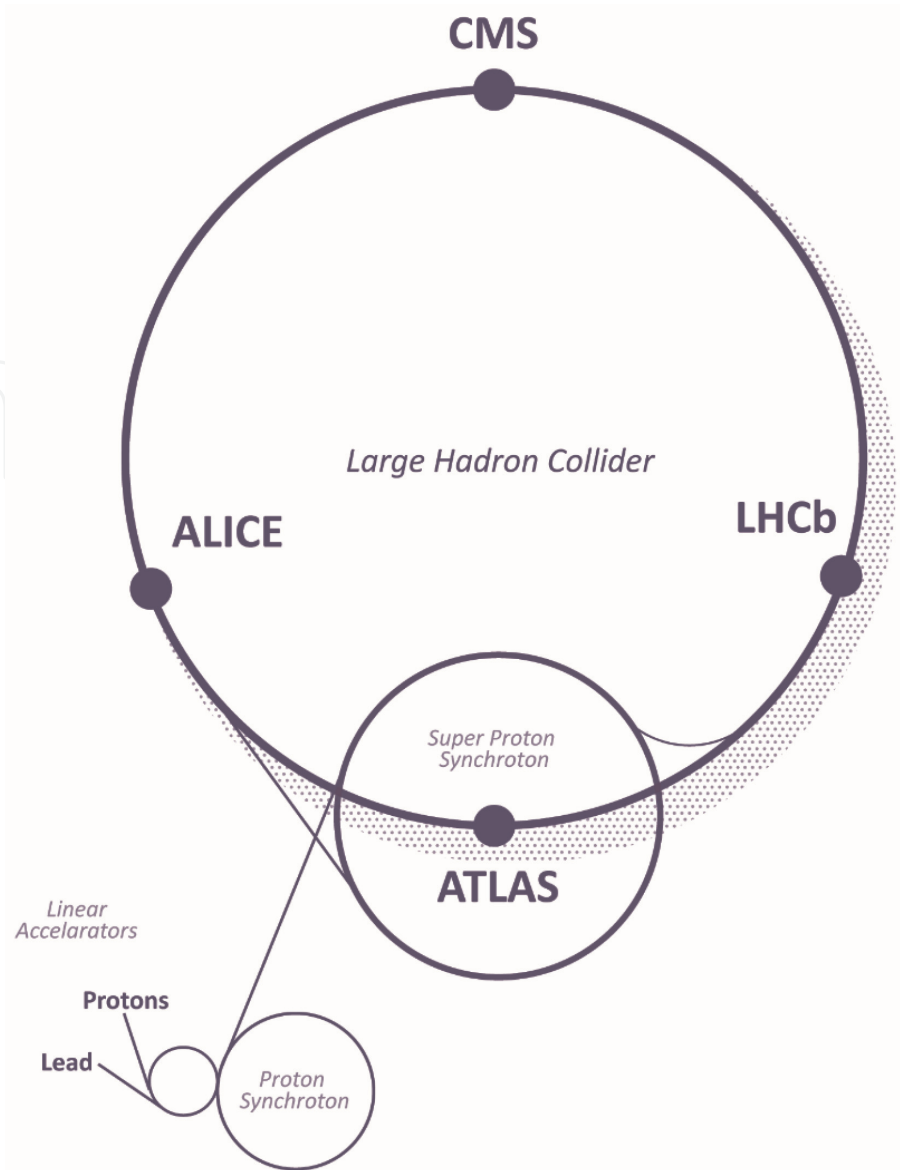 CMS
Large Hadron Collider
LHCb
ALICE
Super Proton
Synchroton
ATLAS
Linear
Accelarators
Protons
Lead
Proton
Synchroton